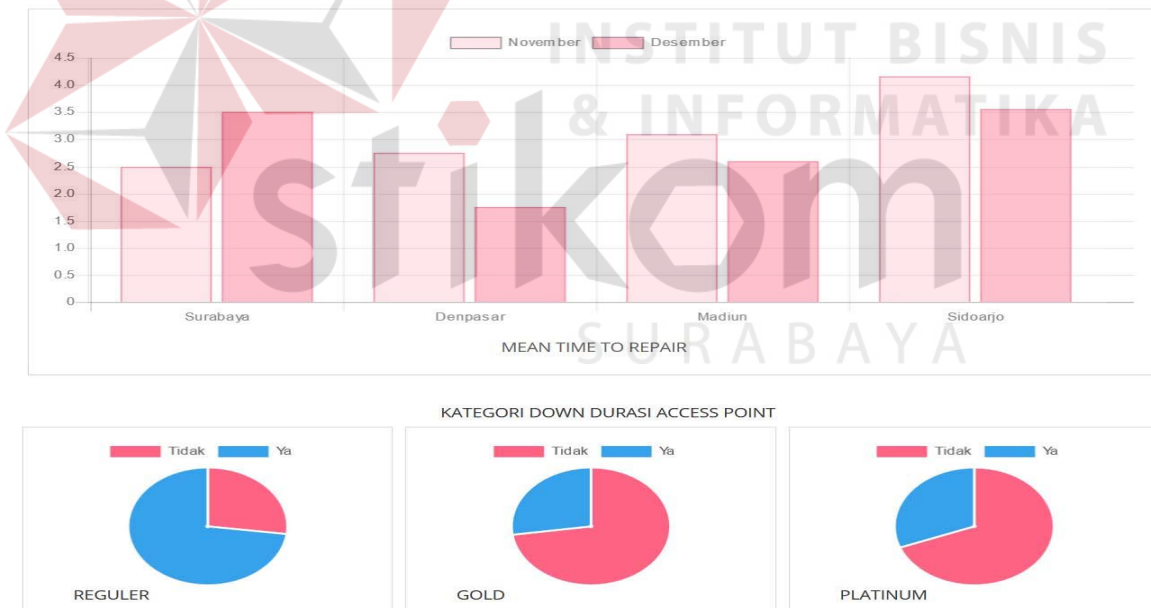 INSTITUT BISNIS
& INFORMATIKA
stikom
SURABAYA
November Desember
4.5
4.0
3.5
3.0
2.5
2.0
1.5
1.0
0.5
0
Surabaya Denpasar Madiun Sidoarjo
MEAN TIME TO REPAIR
KATEGORI DOWN DURASI ACCESS POINT
Tidak Ya
REGULER
Tidak Ya
GOLD
Tidak Ya
PLATINUM